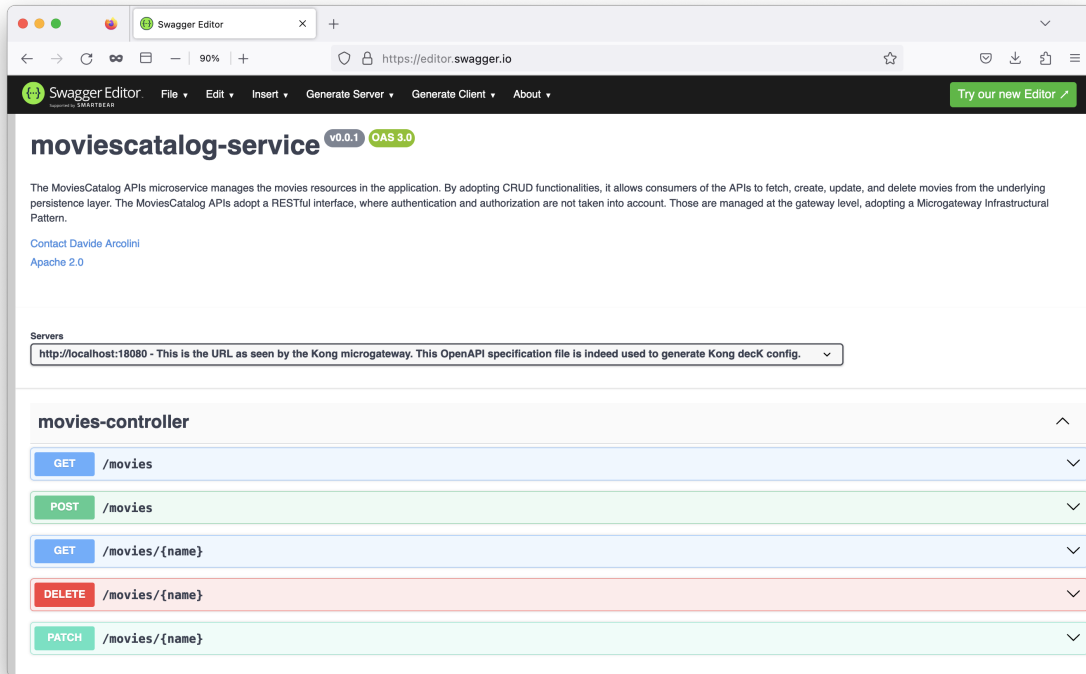 Swagger Editor
90%
https://editor.swagger.io
Swagger Editor.
Supported by SMARTBEAR
File
Edit
Insert
Generate Server
Generate Client
About
Try our new Editor
moviescatalog-service
v0.0.1
OAS 3.0
The MoviesCatalog APIs microservice manages the movies resources in the application. By adopting CRUD functionalities, it allows consumers of the APIs to fetch, create, update, and delete movies from the underlying
persistence layer. The MoviesCatalog APIs adopt a RESTful interface, where authentication and authorization are not taken into account. Those are managed at the gateway level, adopting a Microgateway Infrastructural
Pattern.
Contact Davide Arcolini
Apache 2.0
Servers
http://localhost:18080 - This is the URL as seen by the Kong microgateway. This OpenAPI specification file is indeed used to generate Kong decK config.
movies-controller
GET /movies
POST /movies
GET /movies/{name}
DELETE /movies/{name}
PATCH /movies/{name}